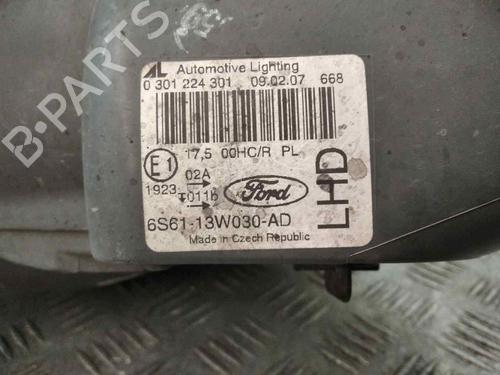 AL Automotive Lighting
0 301 224 301 09.02.07 668
17,5 00HC/R PL
E1 02A
1923 T011b
Ford
LHD
6S61-13W030-AD
Made in Czech Republic
B-PARTS